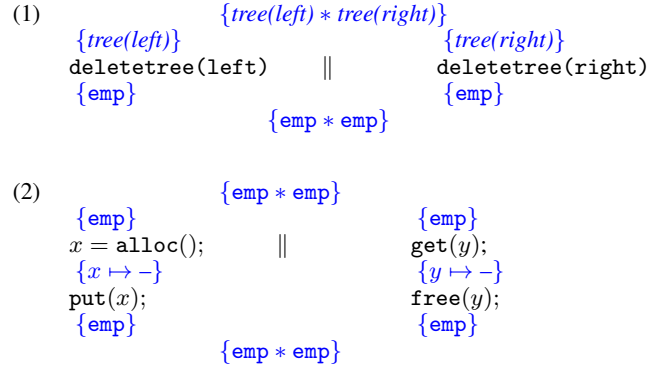 (1) {tree(left) ∗ tree(right)}
{tree(left)} {tree(right)}
deletetree(left) ∥ deletetree(right)
{emp} {emp}
{emp ∗ emp}
(2) {emp ∗ emp}
{emp} {emp}
x = alloc(); ∥ get(y);
{x ↦ –} {y ↦ –}
put(x); free(y);
{emp} {emp}
{emp ∗ emp}